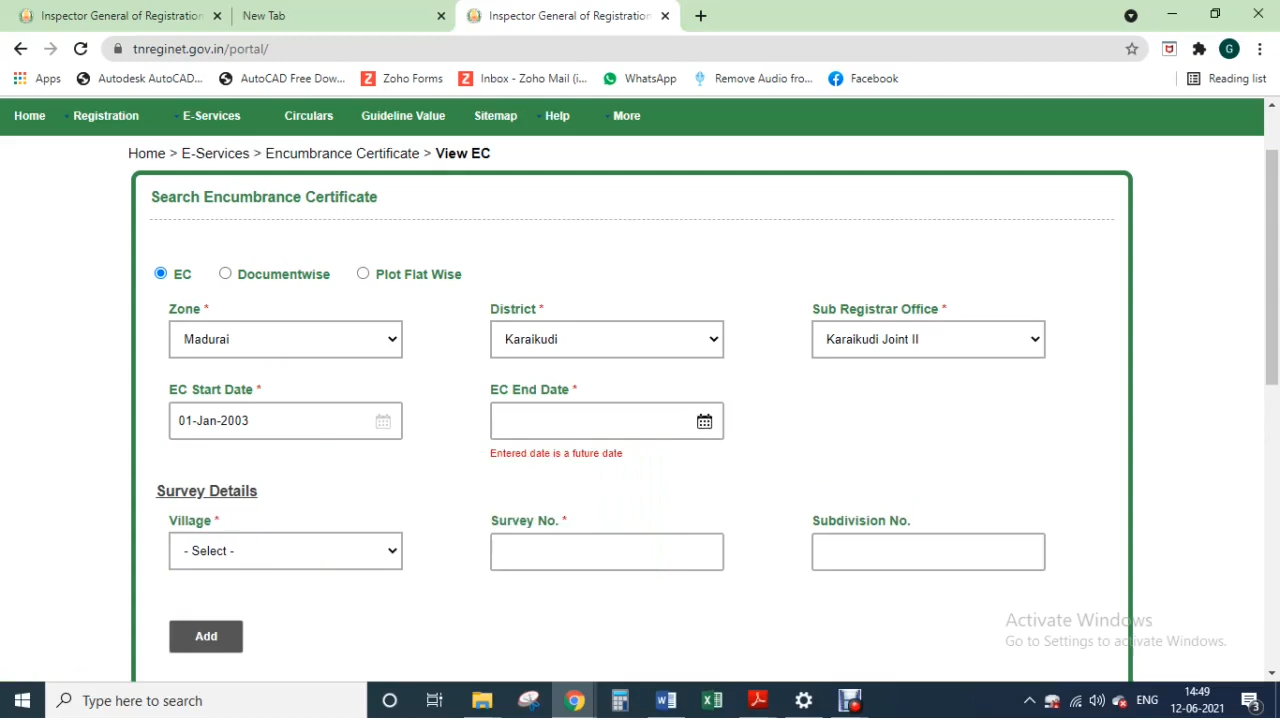 Inspector General of Registration
New Tab
Inspector General of Registration
tnreginet.gov.in/portal/
G
Apps
Autodesk AutoCAD...
AutoCAD Free Dow...
Zoho Forms
Inbox - Zoho Mail (i...
WhatsApp
Remove Audio fro...
Facebook
Reading list
Home
Registration
E-Services
Circulars
Guideline Value
Sitemap
Help
More
Home > E-Services > Encumbrance Certificate > View EC
Search Encumbrance Certificate
EC
Documentwise
Plot Flat Wise
Zone *
District *
Sub Registrar Office *
Madurai
Karaikudi
Karaikudi Joint II
EC Start Date *
EC End Date *
01-Jan-2003
Entered date is a future date
Survey Details
Village *
Survey No. *
Subdivision No.
- Select -
Add
Activate Windows
Go to Settings to activate Windows.
Type here to search
ENG
14:49
12-06-2021
3